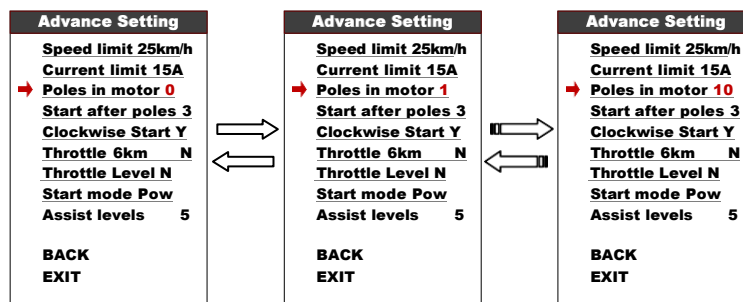 Advance Setting
Speed limit 25km/h
Current limit 15A
Poles in motor 0
Start after poles 3
Clockwise Start Y
Throttle 6km N
Throttle Level N
Start mode Pow
Assist levels 5
BACK
EXIT
Advance Setting
Speed limit 25km/h
Current limit 15A
Poles in motor 1
Start after poles 3
Clockwise Start Y
Throttle 6km N
Throttle Level N
Start mode Pow
Assist levels 5
BACK
EXIT
Advance Setting
Speed limit 25km/h
Current limit 15A
Poles in motor 10
Start after poles 3
Clockwise Start Y
Throttle 6km N
Throttle Level N
Start mode Pow
Assist levels 5
BACK
EXIT